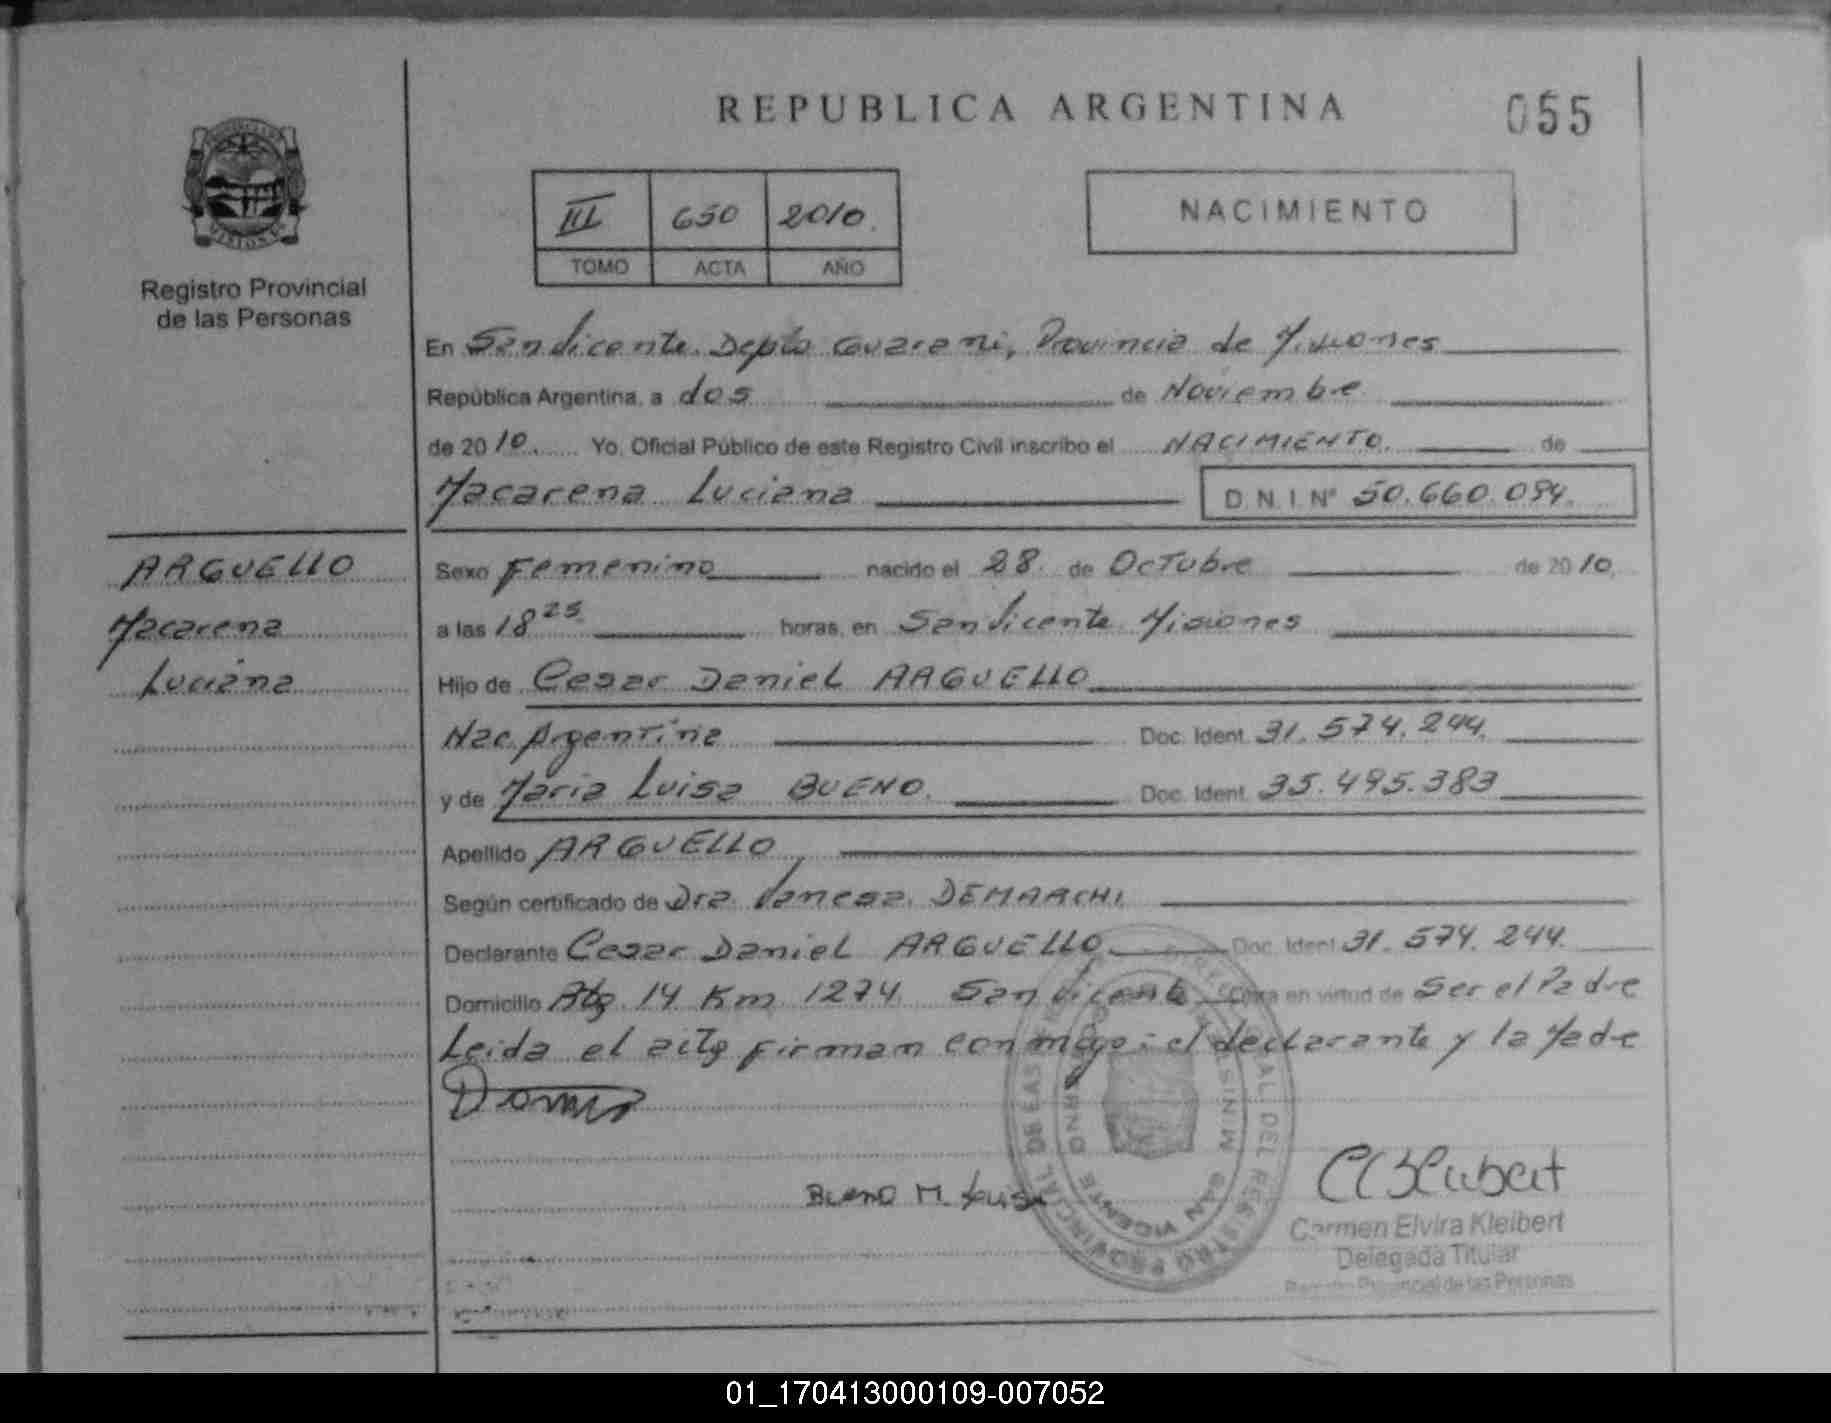 REPUBLICA ARGENTINA
055
III 650 2010.
TOMO ACTA AÑO
NACIMIENTO
Registro Provincial
de las Personas
En San Vicente. Depto Guarani, Provincia de Misiones
República Argentina, a dos de Noviembre
de 2010. Yo, Oficial Público de este Registro Civil inscribo el NACIMIENTO. de
Macarena Luciana D.N.I. Nº 50.660.094.
ARGUELLO
Macarena
Luciana
Sexo Femenino nacido el 28. de Octubre de 2010.
a las 18 25 horas, en San Vicente Misiones
Hijo de Cesar Daniel ARGUELLO
Nac. Argentina Doc. Ident. 31.574.244.
y de Maria Luisa BUENO. Doc. Ident. 35.495.383
Apellido ARGUELLO
Según certificado de Dra. Vanesa. DEMARCHI
Declarante Cesar Daniel ARGUELLO Doc. Ident. 31.574.244.
Domicilio Rta. 14 Km 1274 San Vicente Obra en virtud de Ser el Padre
Leida el acta firman conmigo: el declarante y la Madre
BUENO M. Luisa
REGISTRO PROVINCIAL DE
SAN VICENTE
Carmen Elvira Kleibert
Delegada Titular
Registro Provincial de las Personas
01_170413000109-007052